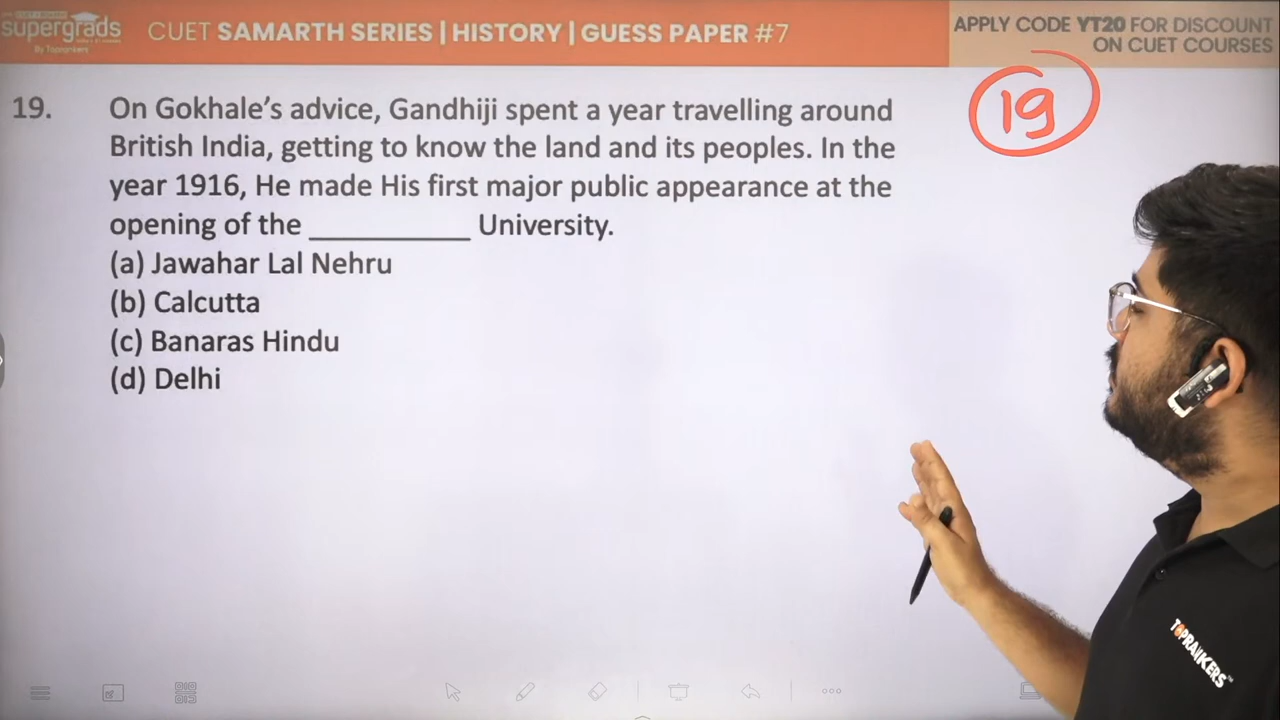 supergrads
By Toprankers
CUET SAMARTH SERIES | HISTORY | GUESS PAPER #7
APPLY CODE YT20 FOR DISCOUNT
ON CUET COURSES
19
19. On Gokhale’s advice, Gandhiji spent a year travelling around
British India, getting to know the land and its peoples. In the
year 1916, He made His first major public appearance at the
opening of the __________ University.
(a) Jawahar Lal Nehru
(b) Calcutta
(c) Banaras Hindu
(d) Delhi
TOPRANKERS